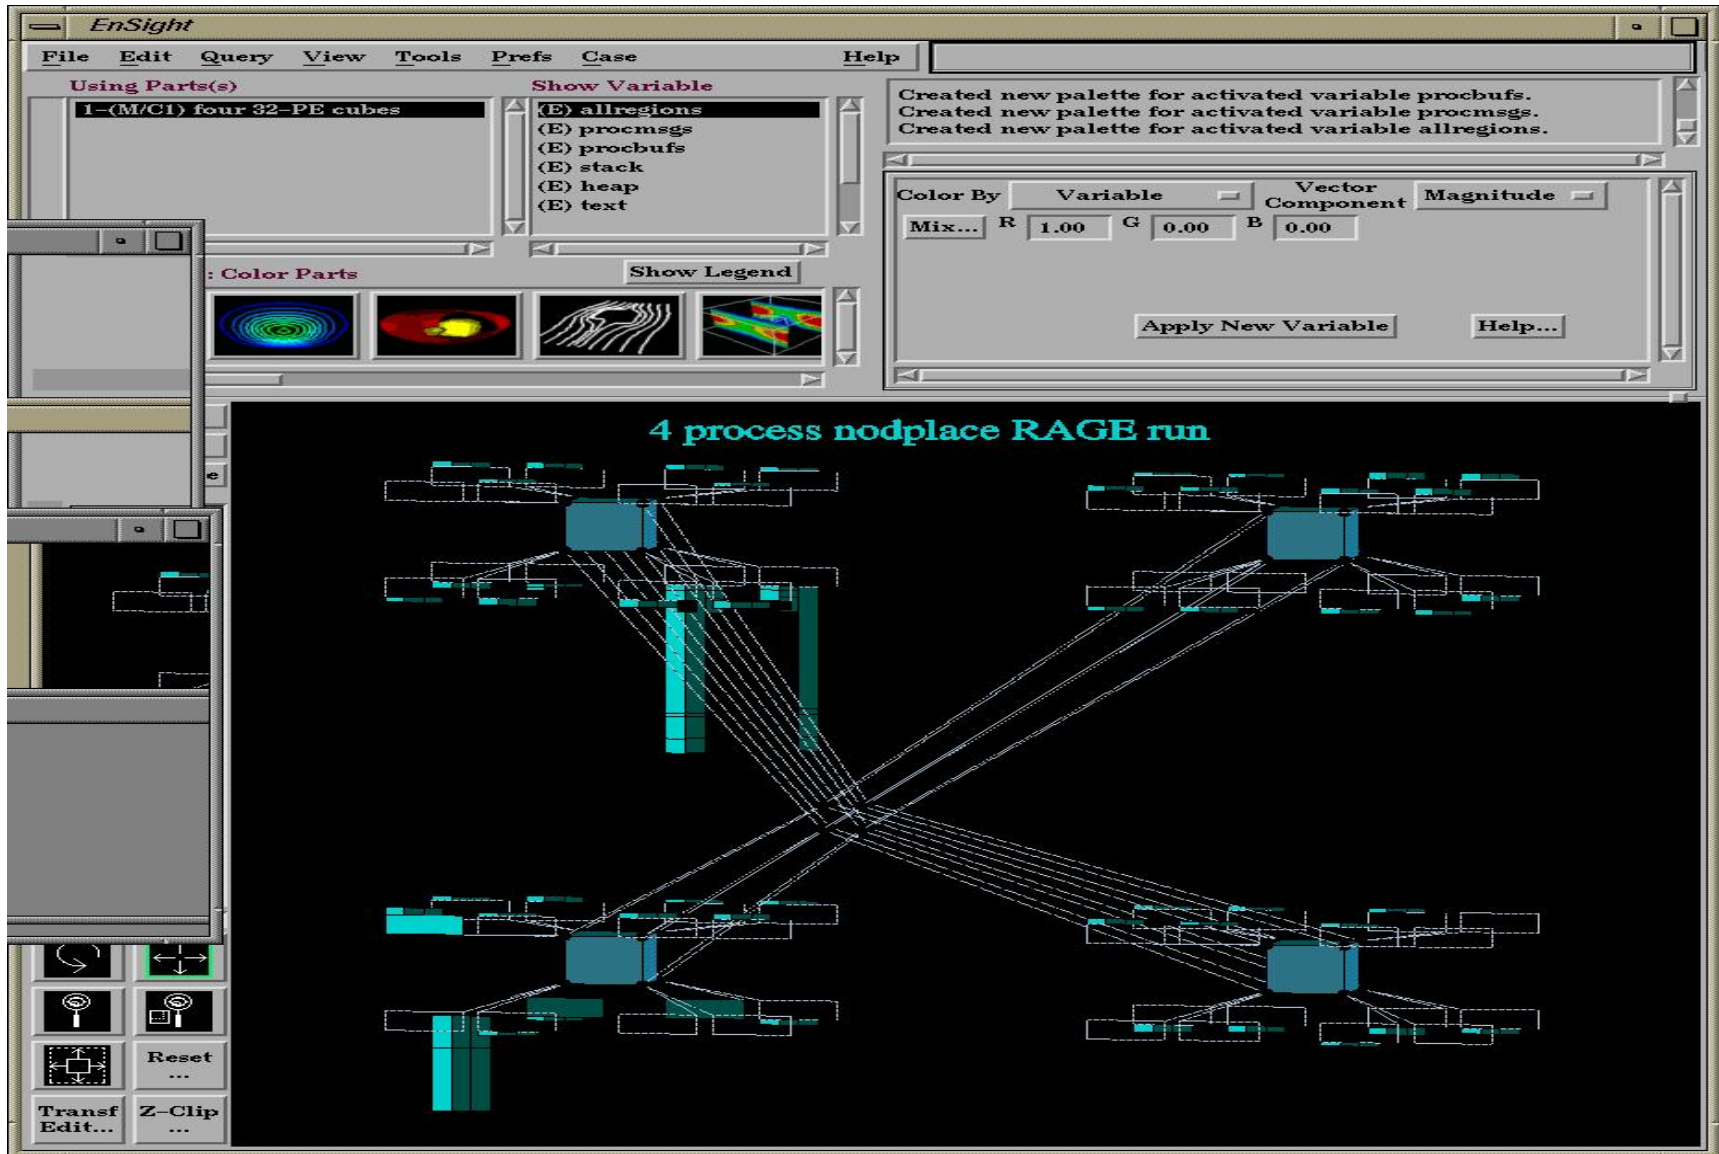 EnSight
File Edit Query View Tools Prefs Case Help
Using Parts(s)
1-(M/C1) four 32-PE cubes
Show Variable
(E) allregions
(E) procmsgs
(E) procbufs
(E) stack
(E) heap
(E) text
Created new palette for activated variable procbufs.
Created new palette for activated variable procmsgs.
Created new palette for activated variable allregions.
Color By Variable Vector Component Magnitude
Mix... R 1.00 G 0.00 B 0.00
: Color Parts
Show Legend
Apply New Variable Help...
e
4 process nodplace RAGE run
Reset
...
Transf
Edit...
Z-Clip
...